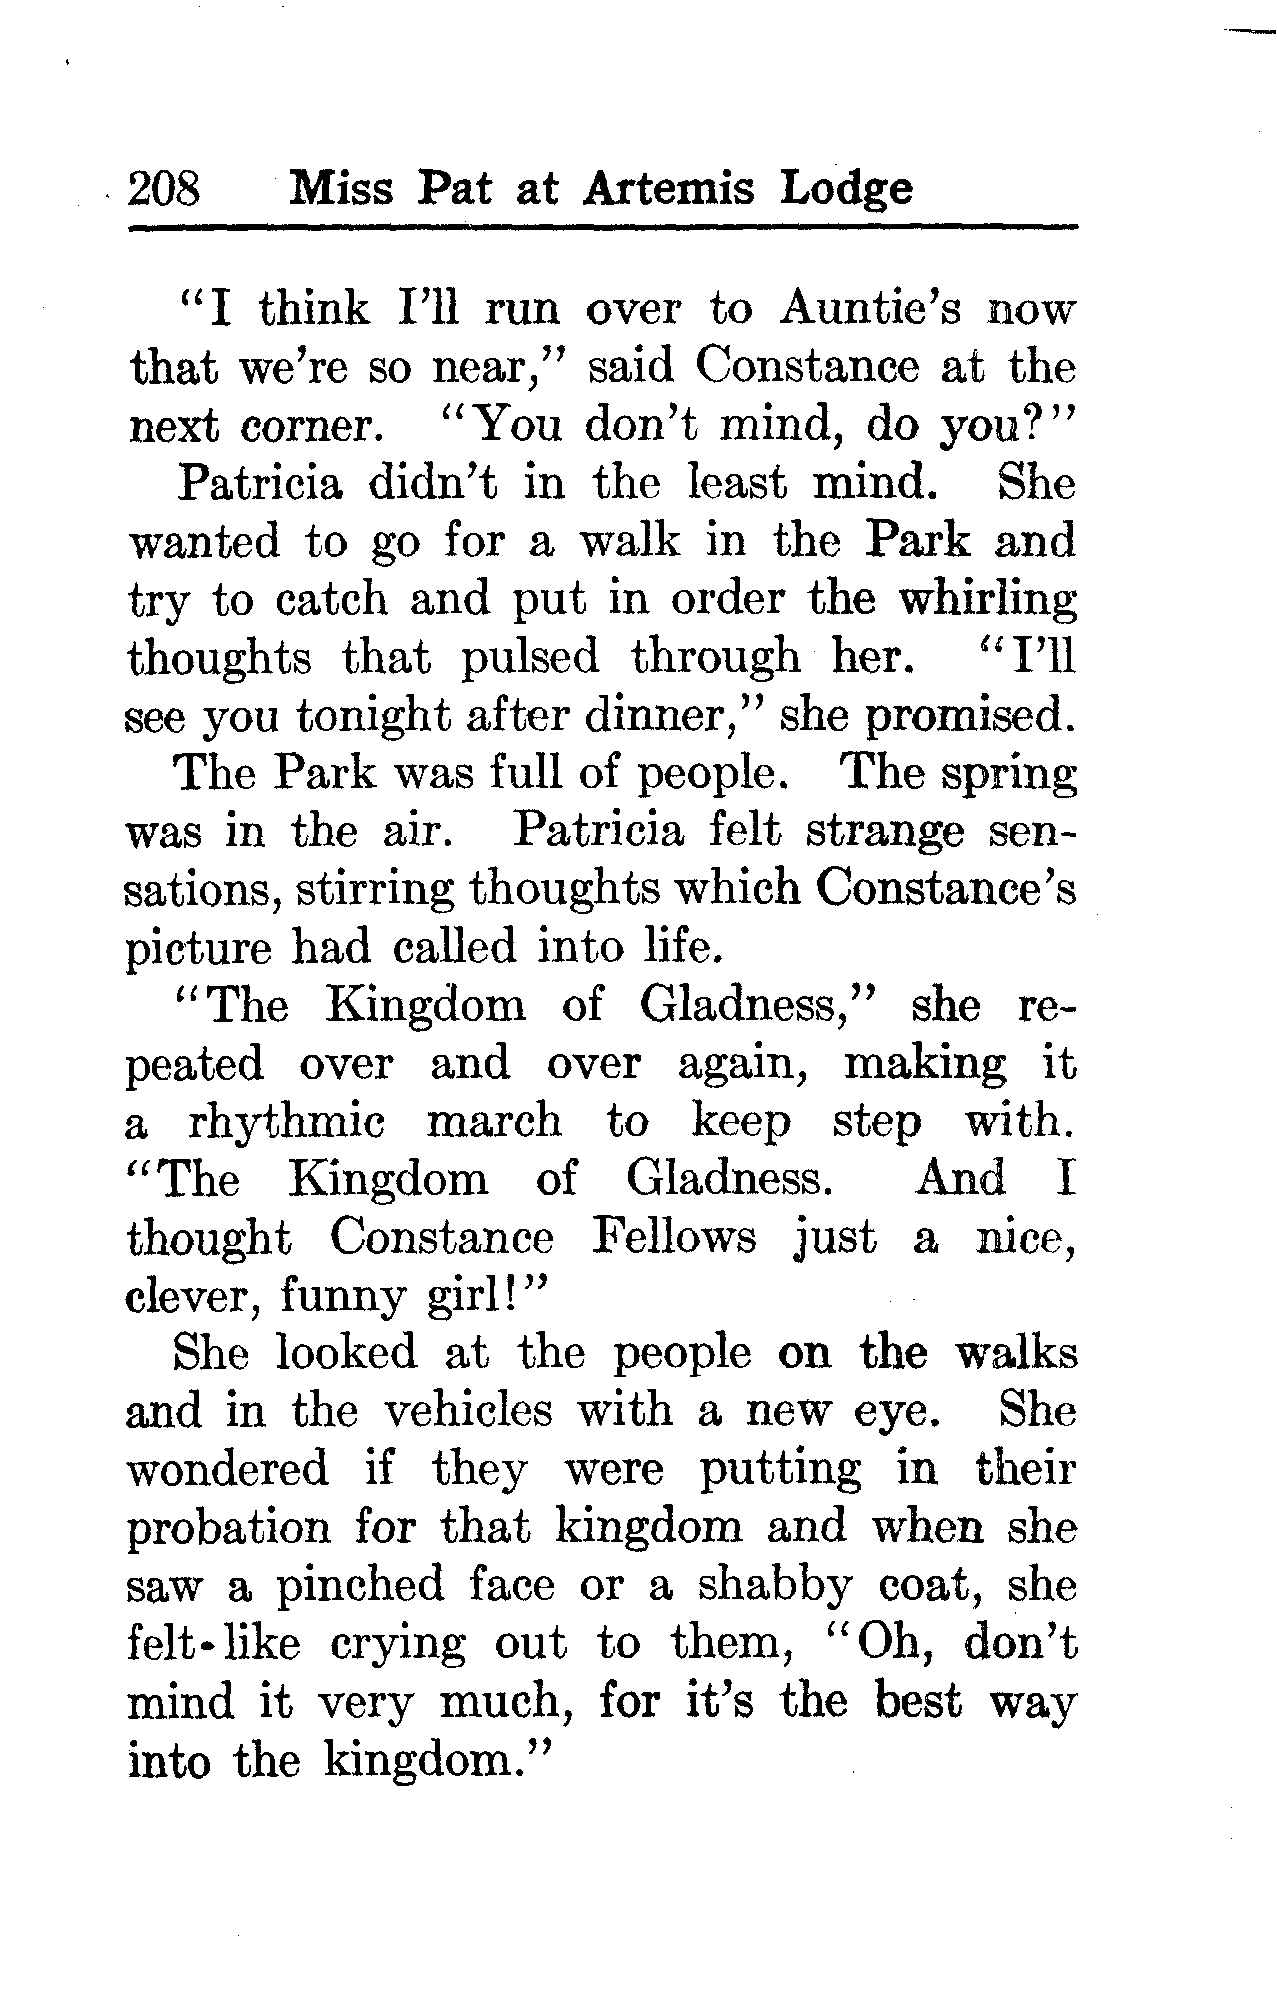 208 Miss Pat at Artemis Lodge
"I think I'll run over to Auntie's now
that we're so near," said Constance at the
next corner. "You don't mind, do you?"
Patricia didn't in the least mind. She
wanted to go for a walk in the Park and
try to catch and put in order the whirling
thoughts that pulsed through her. "I'll
see you tonight after dinner," she promised.
The Park was full of people. The spring
was in the air. Patricia felt strange sen-
sations, stirring thoughts which Constance's
picture had called into life.
"The Kingdom of Gladness," she re-
peated over and over again, making it
a rhythmic march to keep step with.
"The Kingdom of Gladness. And I
thought Constance Fellows just a nice,
clever, funny girl!"
She looked at the people on the walks
and in the vehicles with a new eye. She
wondered if they were putting in their
probation for that kingdom and when she
saw a pinched face or a shabby coat, she
felt like crying out to them, "Oh, don't
mind it very much, for it's the best way
into the kingdom."